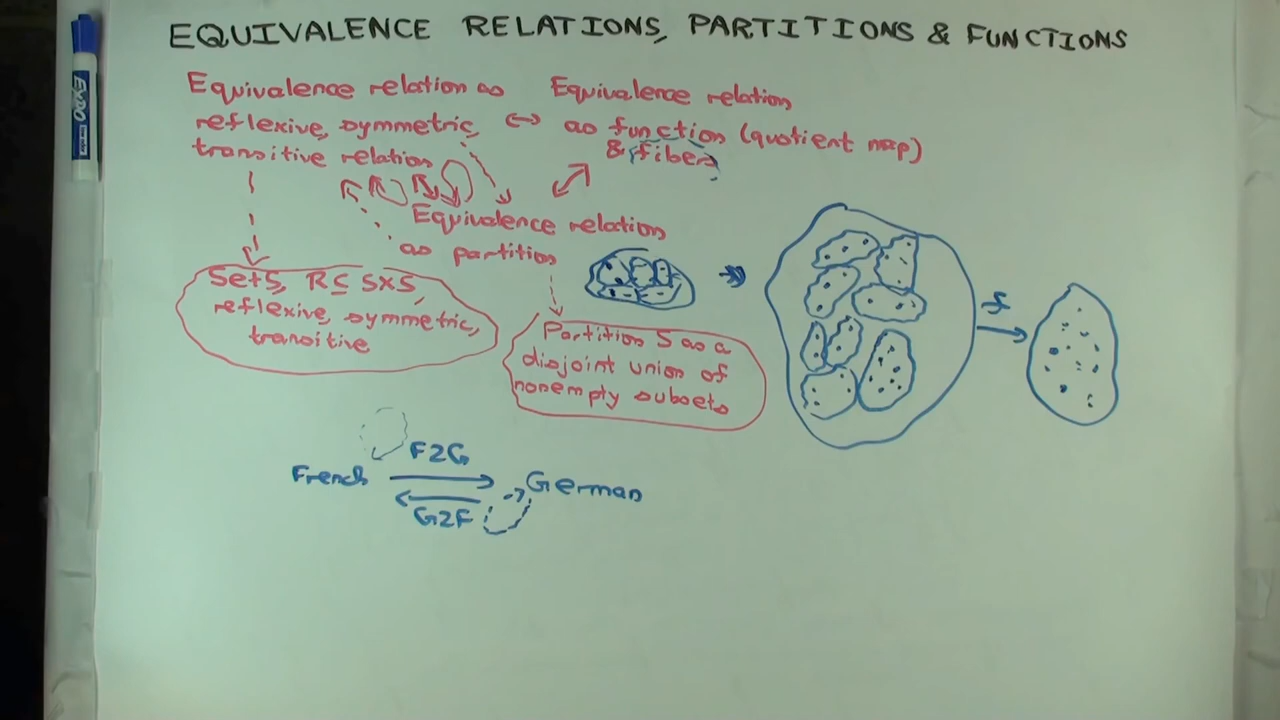 EQUIVALENCE RELATIONS, PARTITIONS & FUNCTIONS
Equivalence relation as
reflexive, symmetric,
transitive relation
↔
Equivalence relation
as function (quotient map)
& fibers
Equivalence relation
as partition
Set S, R ⊆ S×S,
reflexive, symmetric,
transitive
Partition S as a
disjoint union of
nonempty subsets
f
F2G
French
German
G2F
EXPO